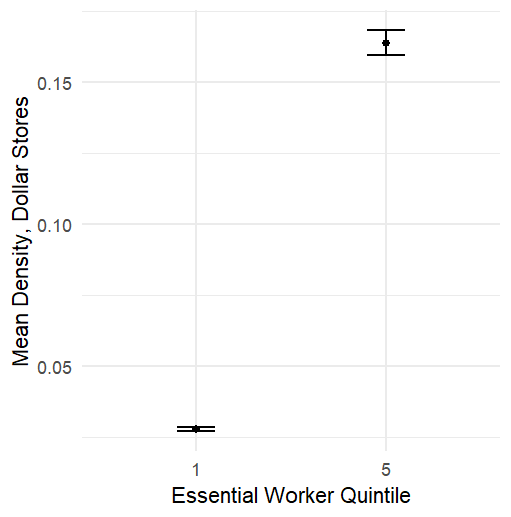 Mean Density, Dollar Stores
0.15
0.10
0.05
1 5
Essential Worker Quintile